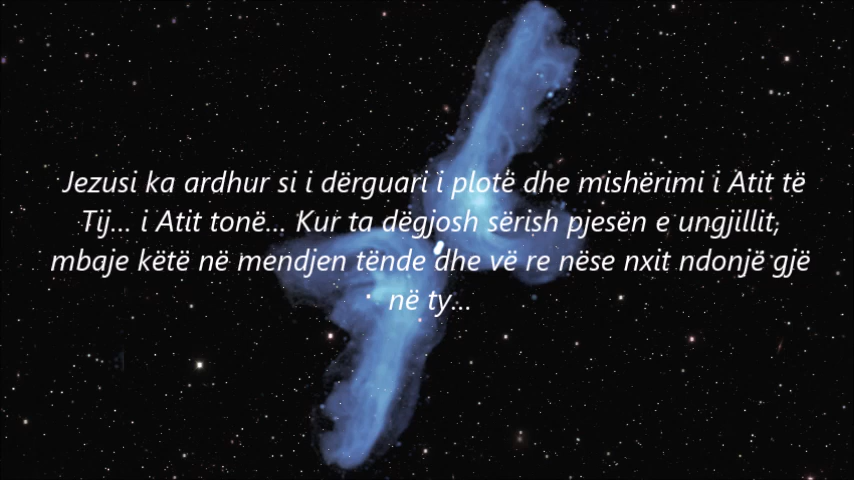 Jezusi ka ardhur si i dërguari i plotë dhe mishërimi i Atit të
Tij... i Atit tonë... Kur ta dëgjosh sërish pjesën e ungjillit,
mbaje këtë në mendjen tënde dhe vë re nëse nxit ndonjë gjë
në ty...